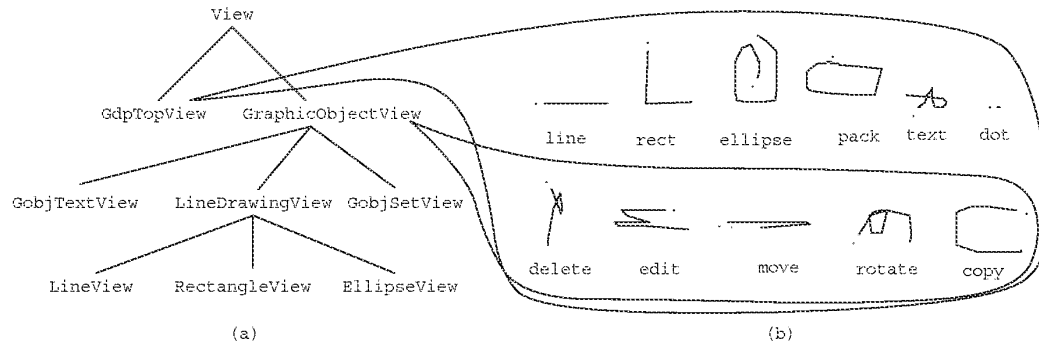 View
GdpTopView GraphicObjectView
line rect ellipse pack text dot
GobjTextView LineDrawingView GobjSetView
delete edit move rotate copy
LineView RectangleView EllipseView
(a) (b)